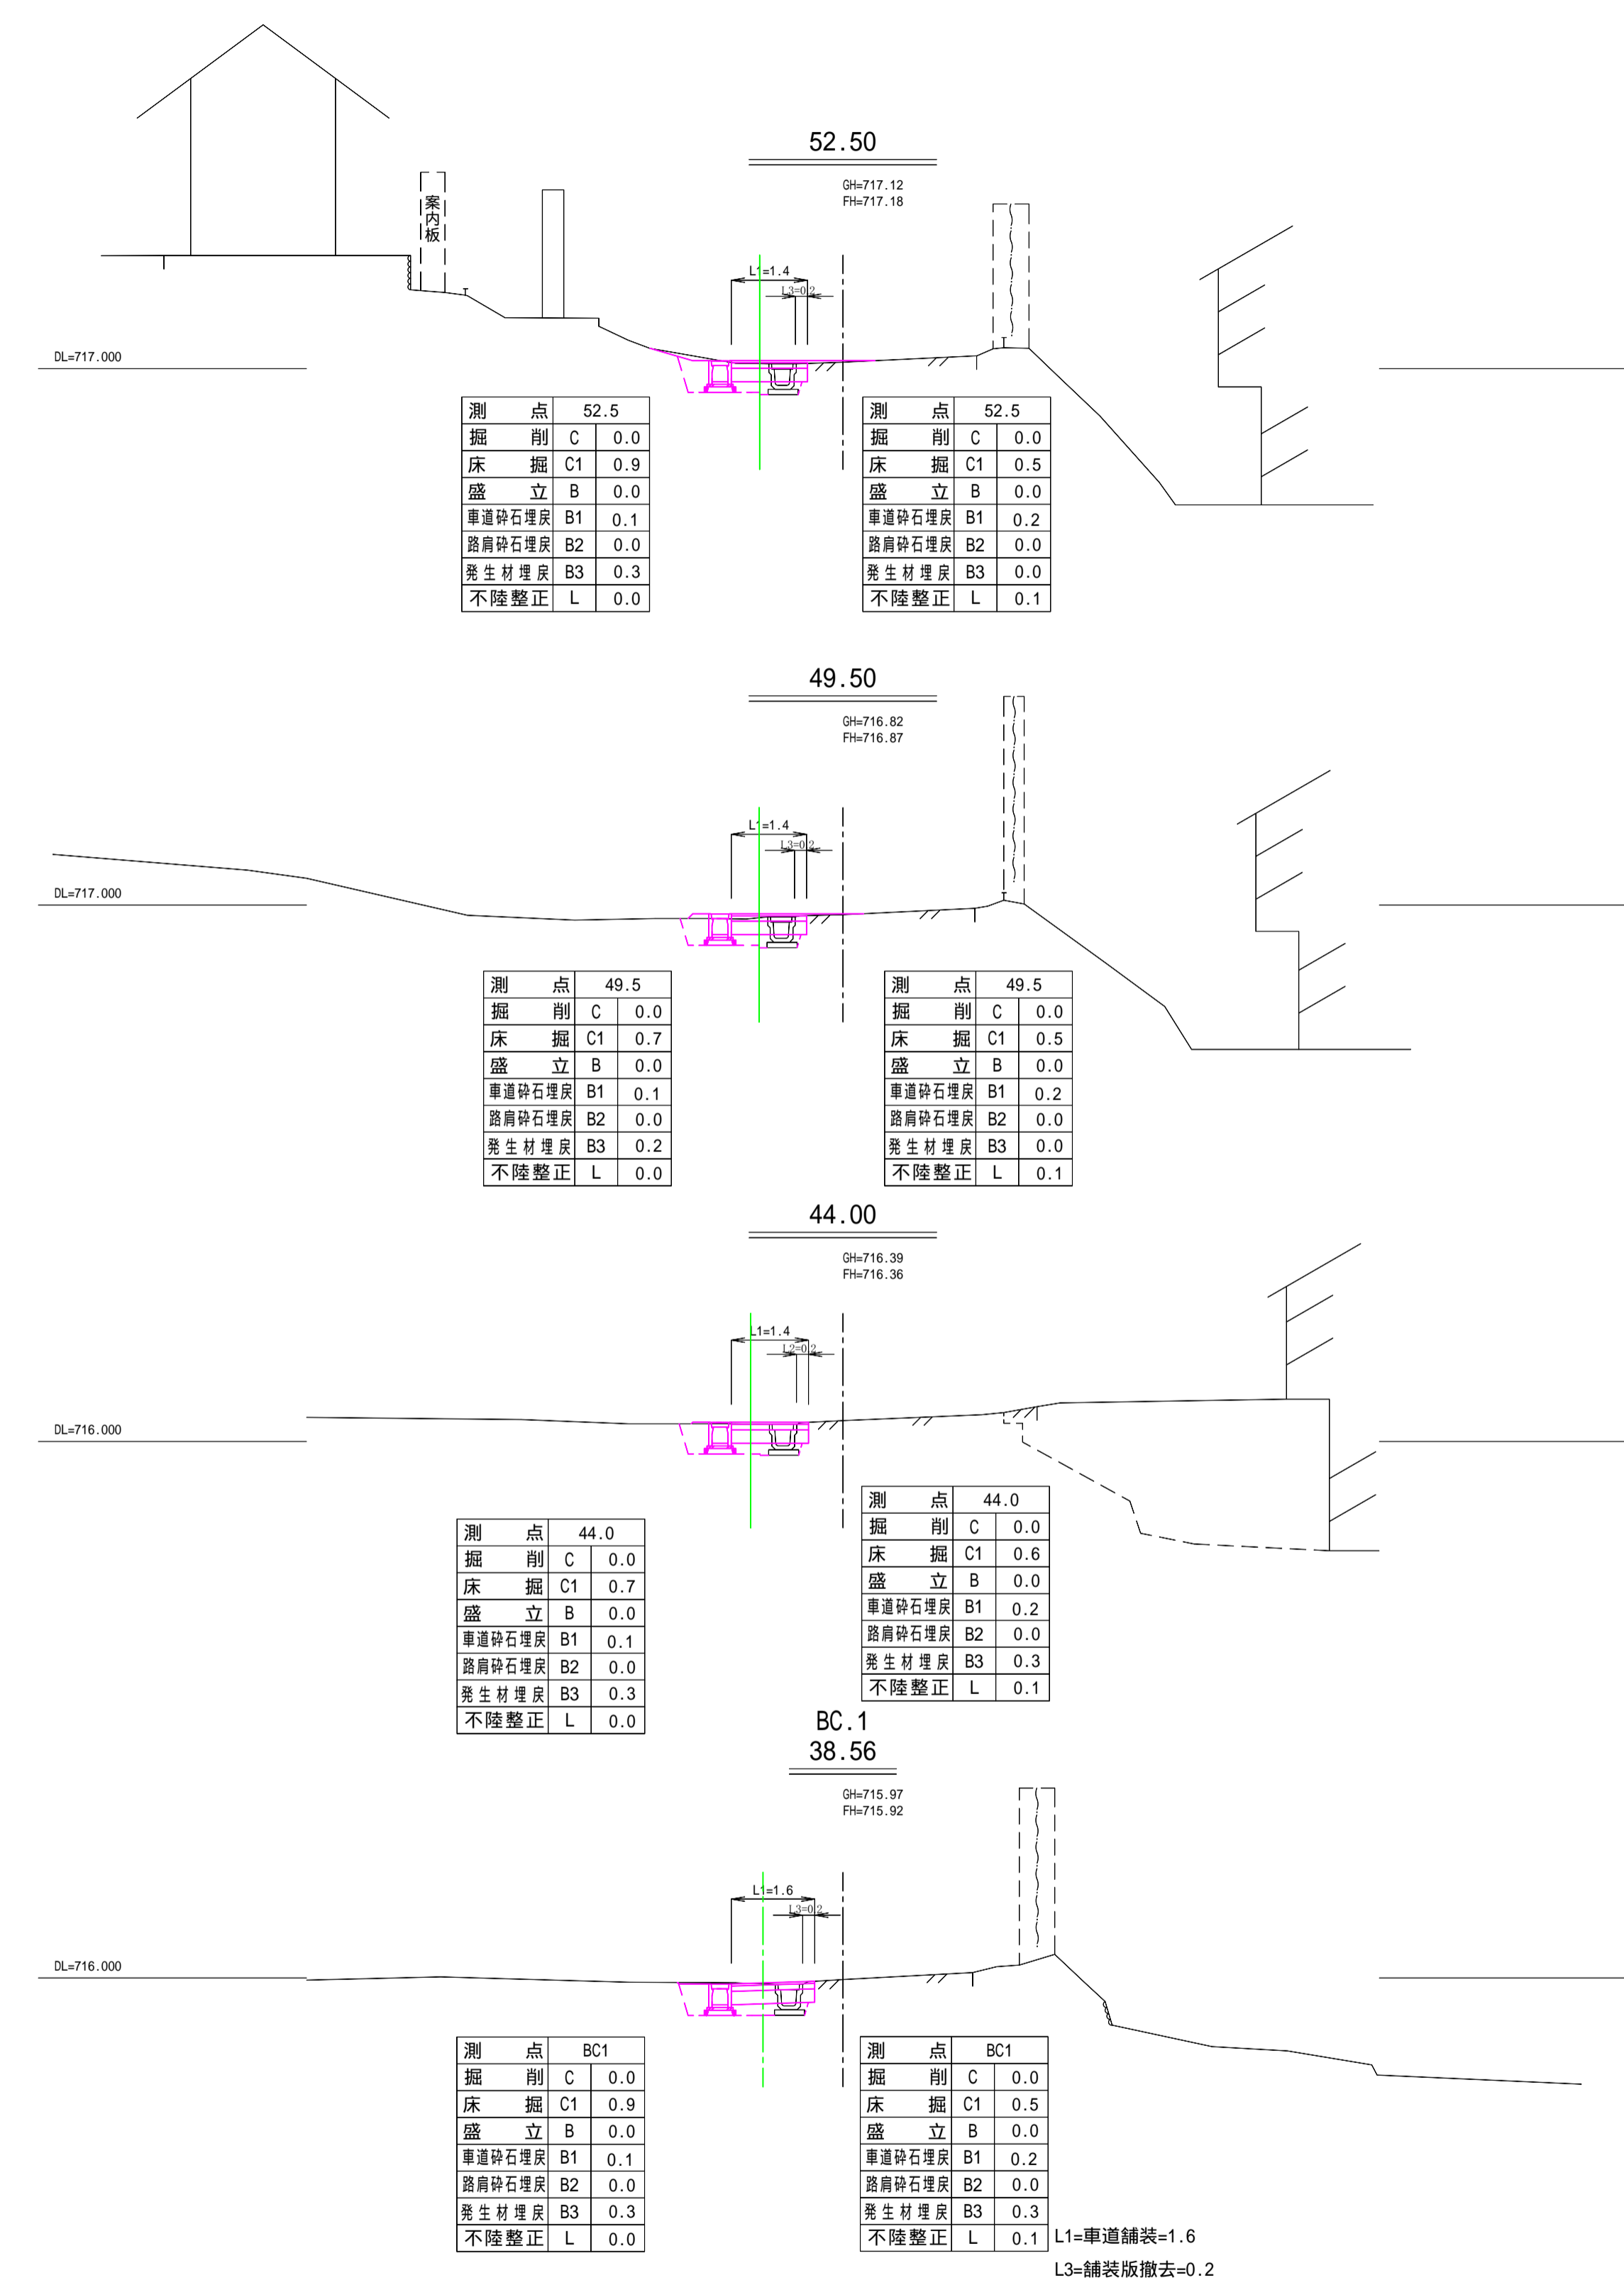 52.50
GH=717.12
FH=717.18
案内板
L1=1.4
L3=0.2
DL=717.000
測 点 52.5
掘 削 C 0.0
床 掘 C1 0.9
盛 立 B 0.0
車道砕石埋戻 B1 0.1
路肩砕石埋戻 B2 0.0
発生材埋戻 B3 0.3
不陸整正 L 0.0
測 点 52.5
掘 削 C 0.0
床 掘 C1 0.5
盛 立 B 0.0
車道砕石埋戻 B1 0.2
路肩砕石埋戻 B2 0.0
発生材埋戻 B3 0.0
不陸整正 L 0.1
49.50
GH=716.82
FH=716.87
L1=1.4
L3=0.2
DL=717.000
測 点 49.5
掘 削 C 0.0
床 掘 C1 0.7
盛 立 B 0.0
車道砕石埋戻 B1 0.1
路肩砕石埋戻 B2 0.0
発生材埋戻 B3 0.2
不陸整正 L 0.0
測 点 49.5
掘 削 C 0.0
床 掘 C1 0.5
盛 立 B 0.0
車道砕石埋戻 B1 0.2
路肩砕石埋戻 B2 0.0
発生材埋戻 B3 0.0
不陸整正 L 0.1
44.00
GH=716.39
FH=716.36
L1=1.4
L2=0.2
DL=716.000
測 点 44.0
掘 削 C 0.0
床 掘 C1 0.7
盛 立 B 0.0
車道砕石埋戻 B1 0.1
路肩砕石埋戻 B2 0.0
発生材埋戻 B3 0.3
不陸整正 L 0.0
測 点 44.0
掘 削 C 0.0
床 掘 C1 0.6
盛 立 B 0.0
車道砕石埋戻 B1 0.2
路肩砕石埋戻 B2 0.0
発生材埋戻 B3 0.3
不陸整正 L 0.1
BC.1
38.56
GH=715.97
FH=715.92
L1=1.6
L3=0.2
DL=716.000
測 点 BC1
掘 削 C 0.0
床 掘 C1 0.9
盛 立 B 0.0
車道砕石埋戻 B1 0.1
路肩砕石埋戻 B2 0.0
発生材埋戻 B3 0.3
不陸整正 L 0.0
測 点 BC1
掘 削 C 0.0
床 掘 C1 0.5
盛 立 B 0.0
車道砕石埋戻 B1 0.2
路肩砕石埋戻 B2 0.0
発生材埋戻 B3 0.3
不陸整正 L 0.1
L1=車道舗装=1.6
L3=舗装版撤去=0.2